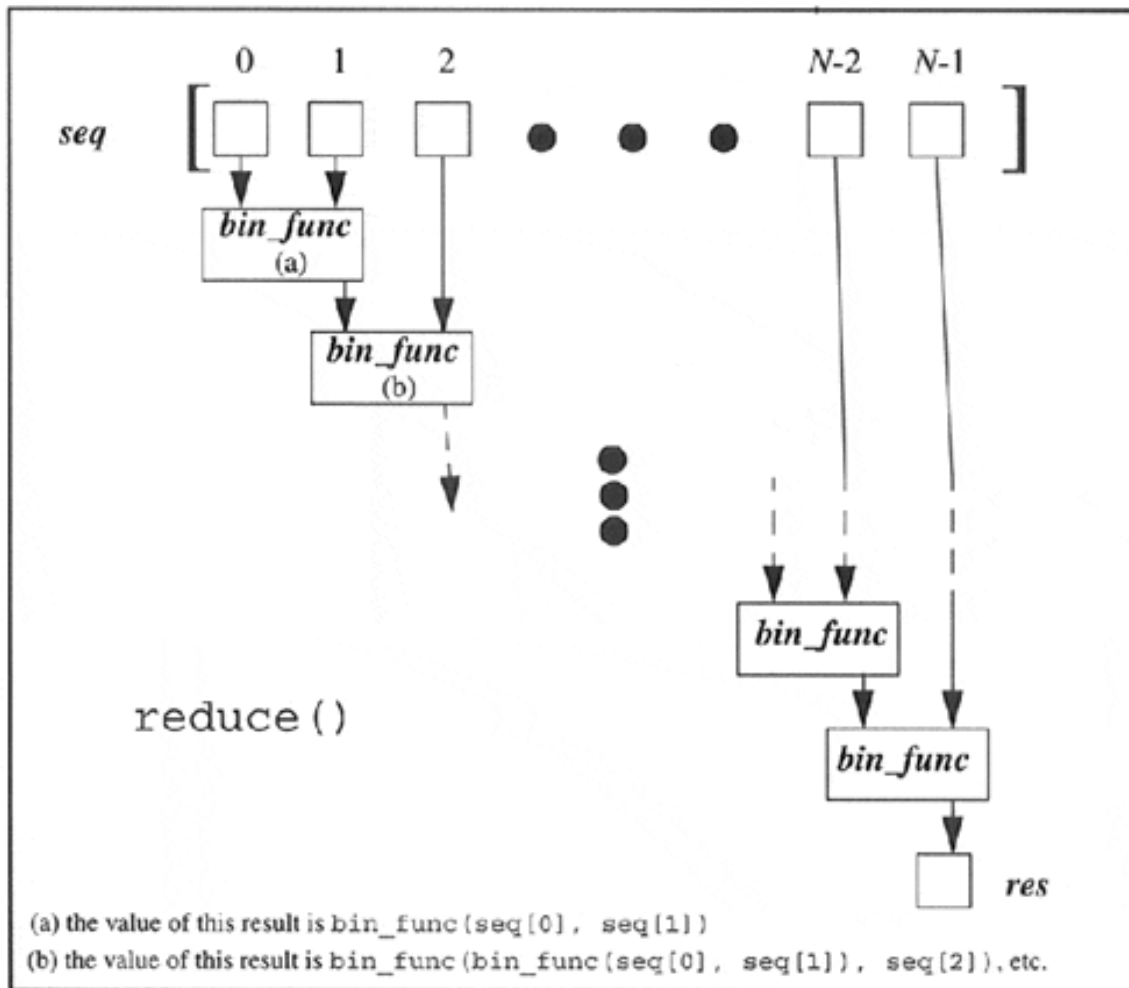 0 1 2 N-2 N-1
seq [ ]
bin_func
(a)
bin_func
(b)
bin_func
reduce()
bin_func
res
(a) the value of this result is bin_func(seq[0], seq[1])
(b) the value of this result is bin_func(bin_func(seq[0], seq[1]), seq[2]), etc.